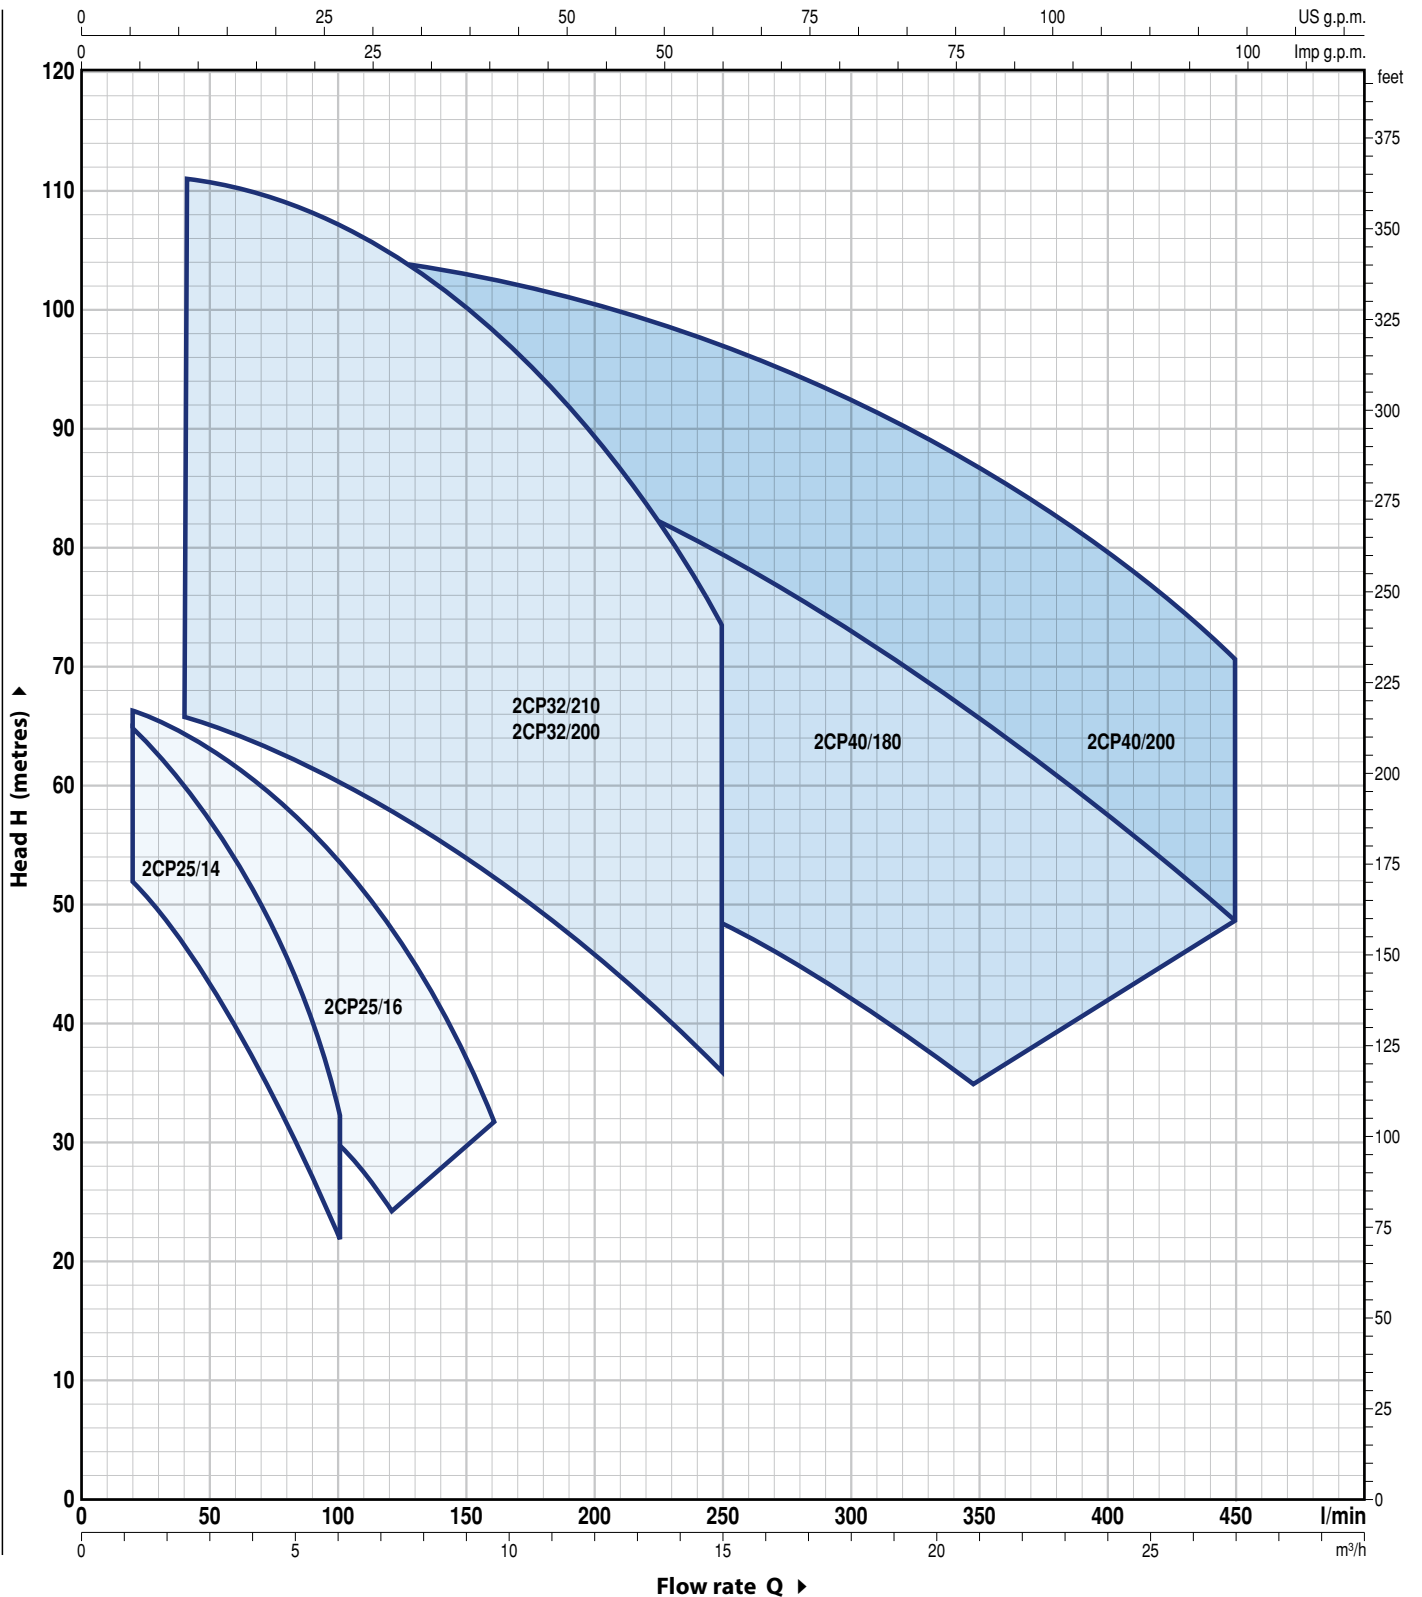 0 25 50 75 100 US g.p.m.
0 25 50 75 100 Imp g.p.m.
feet
120
110
100
90
80
70
60
50
40
30
20
10
0
375
350
325
300
275
250
225
200
175
150
125
100
75
50
25
0
Head H (metres)
2CP32/210
2CP32/200
2CP40/180
2CP40/200
2CP25/14
2CP25/16
0 50 100 150 200 250 300 350 400 450 l/min
0 5 10 15 20 25 m³/h
Flow rate Q